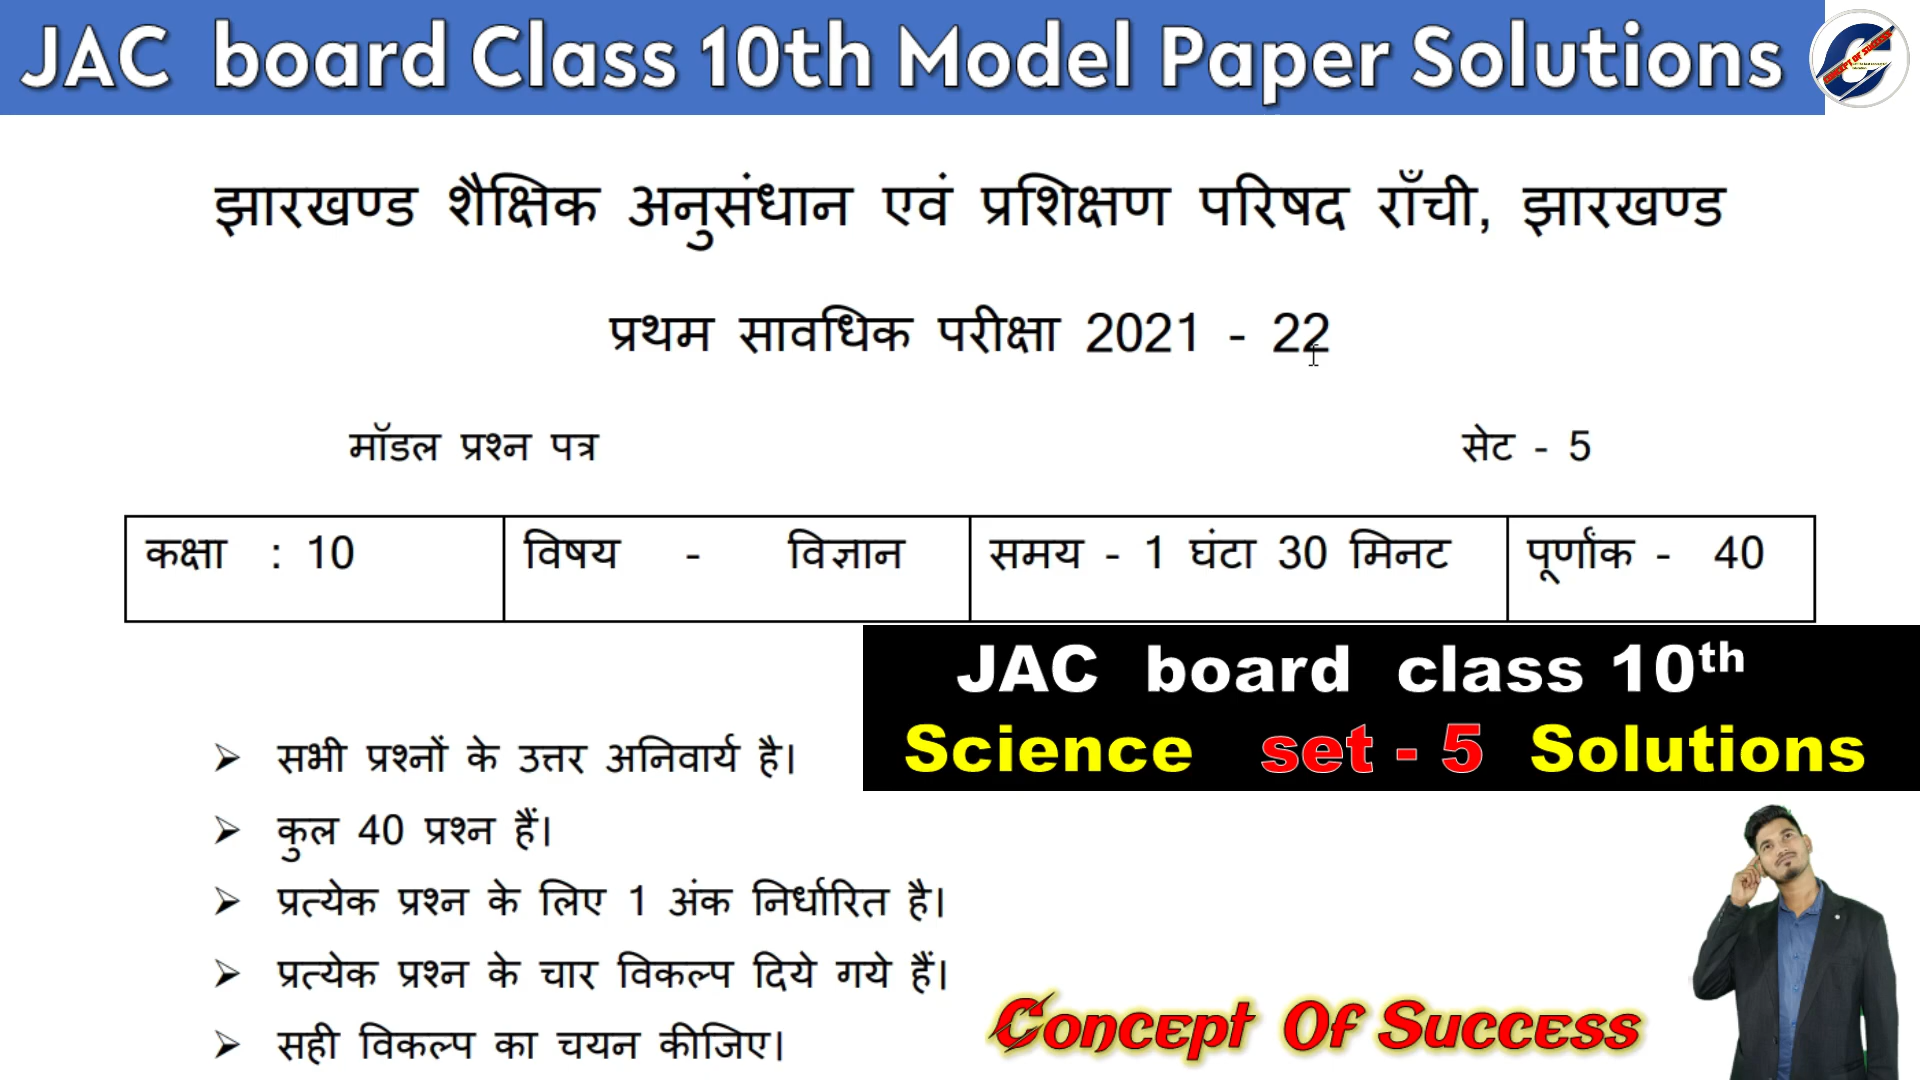 JAC board Class 10th Model Paper Solutions
CONCEPT OF SUCCESS
झारखण्ड शैक्षिक अनुसंधान एवं प्रशिक्षण परिषद राँची, झारखण्ड
प्रथम सावधिक परीक्षा 2021 - 22
मॉडल प्रश्न पत्र सेट - 5
कक्षा : 10 विषय - विज्ञान समय - 1 घंटा 30 मिनट पूर्णांक - 40
JAC board class 10th
Science set - 5 Solutions
➢ सभी प्रश्नों के उत्तर अनिवार्य है।
➢ कुल 40 प्रश्न हैं।
➢ प्रत्येक प्रश्न के लिए 1 अंक निर्धारित है।
➢ प्रत्येक प्रश्न के चार विकल्प दिये गये हैं।
➢ सही विकल्प का चयन कीजिए।
Concept Of Success